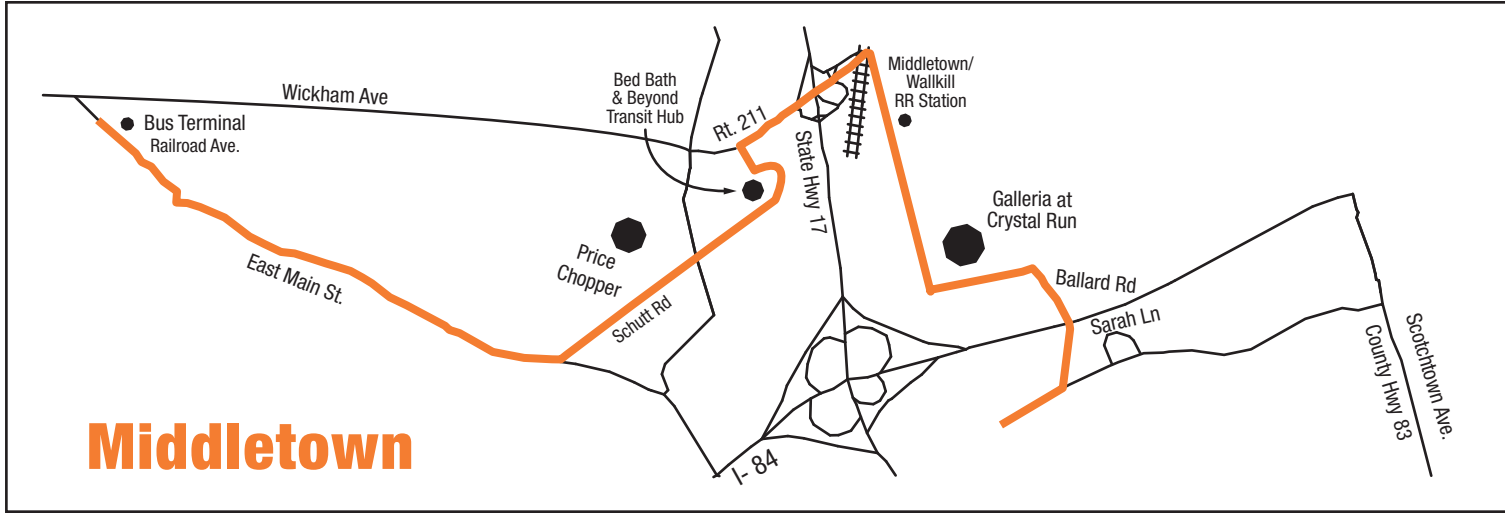 Wickham Ave
Bus Terminal
Railroad Ave.
Bed Bath
& Beyond
Transit Hub
Rt. 211
State Hwy 17
Middletown/
Wallkill
RR Station
Galleria at
Crystal Run
Price
Chopper
East Main St.
Schutt Rd
Ballard Rd
Sarah Ln
Scotchtown Ave.
County Hwy 83
I- 84
Middletown